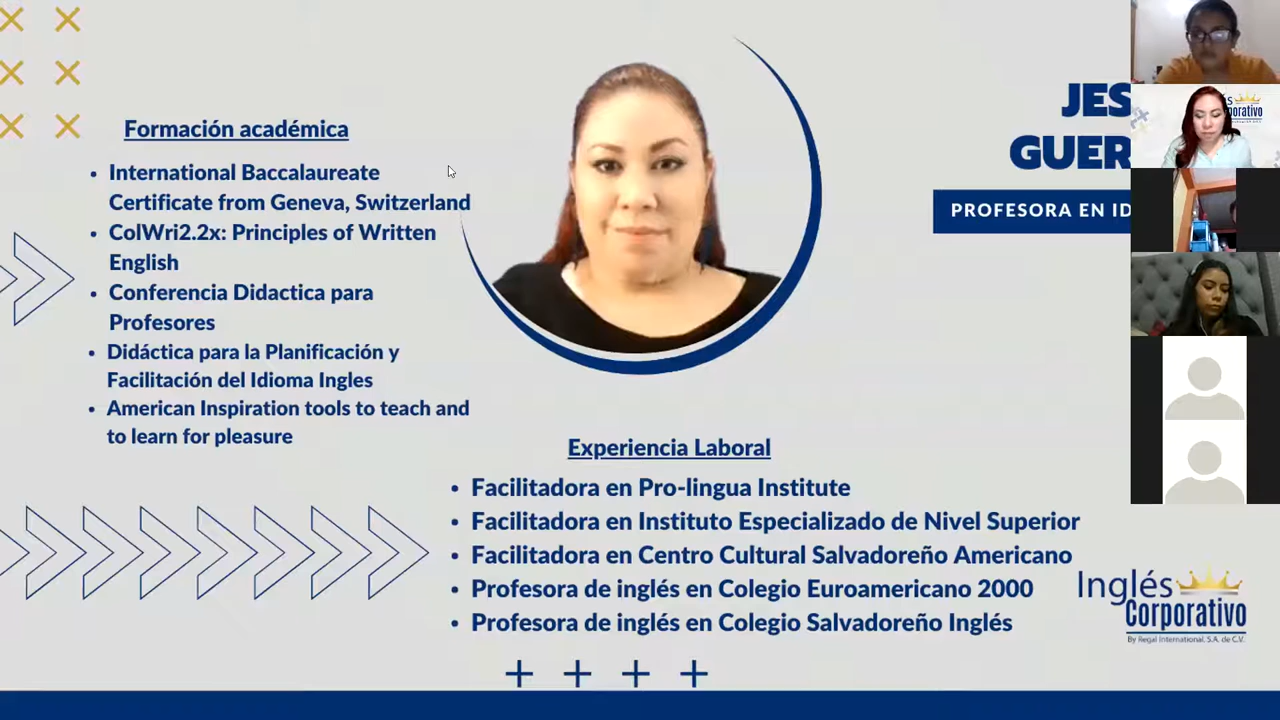 Formación académica
International Baccalaureate
Certificate from Geneva, Switzerland
ColWri2.2x: Principles of Written
English
Conferencia Didactica para
Profesores
Didáctica para la Planificación y
Facilitación del Idioma Ingles
American Inspiration tools to teach and
to learn for pleasure
JES
GUER
PROFESORA EN ID
Experiencia Laboral
Facilitadora en Pro-lingua Institute
Facilitadora en Instituto Especializado de Nivel Superior
Facilitadora en Centro Cultural Salvadoreño Americano
Profesora de inglés en Colegio Euroamericano 2000
Profesora de inglés en Colegio Salvadoreño Inglés
Inglés
Corporativo
By Regal International, S.A. de C.V.